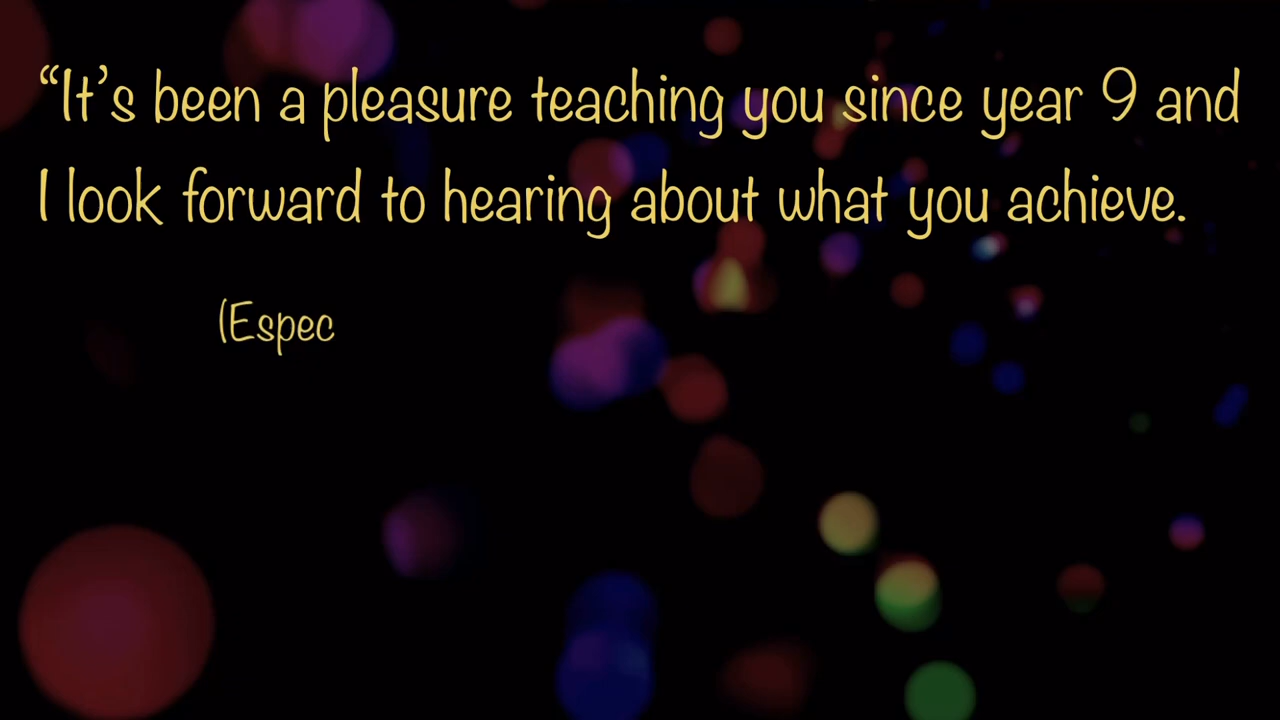 “It’s been a pleasure teaching you since year 9 and
I look forward to hearing about what you achieve.
(Espec